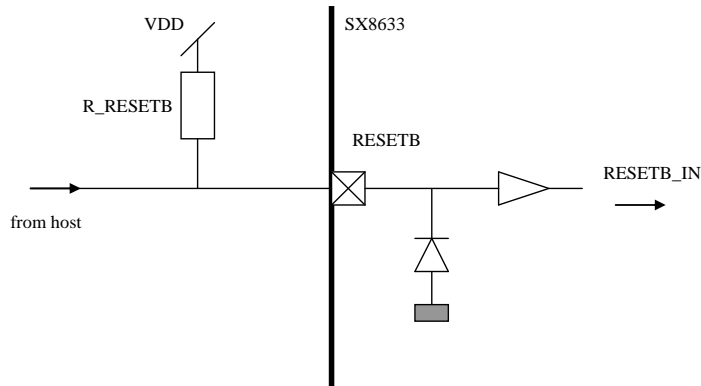 VDD
SX8633
R_RESETB
RESETB
RESETB_IN
from host